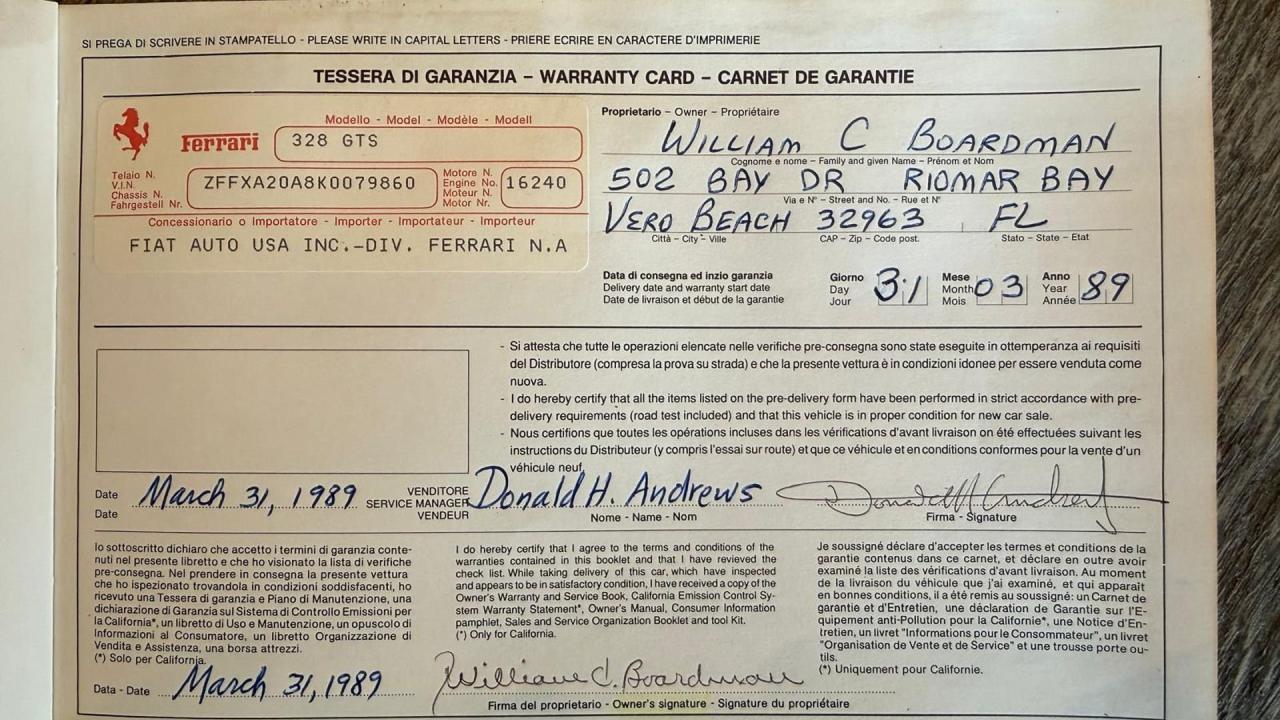 SI PREGA DI SCRIVERE IN STAMPATELLO - PLEASE WRITE IN CAPITAL LETTERS - PRIERE ECRIRE EN CARACTERE D'IMPRIMERIE
TESSERA DI GARANZIA – WARRANTY CARD – CARNET DE GARANTIE
Ferrari
Modello - Model - Modèle - Modell
328 GTS
Telaio N.
V.I.N.
Chassis N.
Fahrgestell Nr.
ZFFXA20A8K0079860
Motore N.
Engine No.
Moteur N.
Motor Nr.
16240
Concessionario o Importatore - Importer - Importateur - Importeur
FIAT AUTO USA INC.-DIV. FERRARI N.A
Proprietario - Owner – Propriétaire
WILLIAM C BOARDMAN
Cognome e nome – Family and given Name – Prénom et Nom
502 BAY DR RIOMAR BAY
Via e N° – Street and No. - Rue et N°
VERO BEACH 32963 FL
Città – City – Ville CAP – Zip – Code post. Stato – State – Etat
Data di consegna ed inzio garanzia
Delivery date and warranty start date
Date de livraison et début de la garantie
Giorno
Day
Jour
31
Mese
Month
Mois
03
Anno
Year
Année
89
- Si attesta che tutte le operazioni elencate nelle verifiche pre-consegna sono state eseguite in ottemperanza ai requisiti
del Distributore (compresa la prova su strada) e che la presente vettura è in condizioni idonee per essere venduta come
nuova.
- I do hereby certify that all the items listed on the pre-delivery form have been performed in strict accordance with pre-
delivery requirements (road test included) and that this vehicle is in proper condition for new car sale.
- Nous certifions que toutes les opérations incluses dans les vérifications d'avant livraison on été effectuées suivant les
instructions du Distributeur (y compris l'essai sur route) et que ce véhicule et en conditions conformes pour la vente d'un
véhicule neuf.
Date
Date
March 31, 1989
VENDITORE
SERVICE MANAGER
VENDEUR
Donald H. Andrews
Nome - Name - Nom
Donald H Andrews
Firma - Signature
Io sottoscritto dichiaro che accetto i termini di garanzia conte-
nuti nel presente libretto e che ho visionato la lista di verifiche
pre-consegna. Nel prendere in consegna la presente vettura
che ho ispezionato trovandola in condizioni soddisfacenti, ho
ricevuto una Tessera di garanzia e Piano di Manutenzione, una
dichiarazione di Garanzia sul Sistema di Controllo Emissioni per
la California*, un libretto di Uso e Manutenzione, un opuscolo di
Informazioni al Consumatore, un libretto Organizzazione di
Vendita e Assistenza, una borsa attrezzi.
(*) Solo per California.
I do hereby certify that I agree to the terms and conditions of the
warranties contained in this booklet and that I have revieved the
check list. While taking delivery of this car, which have inspected
and appears to be in satisfactory condition, I have received a copy of the
Owner's Warranty and Service Book, California Emission Control Sy-
stem Warranty Statement*, Owner's Manual, Consumer Information
pamphlet, Sales and Service Organization Booklet and tool Kit.
(*) Only for California.
Je soussigné déclare d'accepter les termes et conditions de la
garantie contenus dans ce carnet, et déclare en outre avoir
examiné la liste des vérifications d'avant livraison. Au moment
de la livraison du véhicule que j'ai examiné, et qui apparait
en bonnes conditions, il a été remis au soussigné: un Carnet de
garantie et d'Entretien, une déclaration de Garantie sur l'E-
quipement anti-Pollution pour la Californie*, une Notice d'En-
tretien, un livret "Informations pour le Consommateur", un livret
"Organisation de Vente et de Service" et une trousse porte ou-
tils.
(*) Uniquement pour Californie.
Data - Date
March 31, 1989
William C. Boardman
Firma del proprietario - Owner's signature - Signature du propriétaire